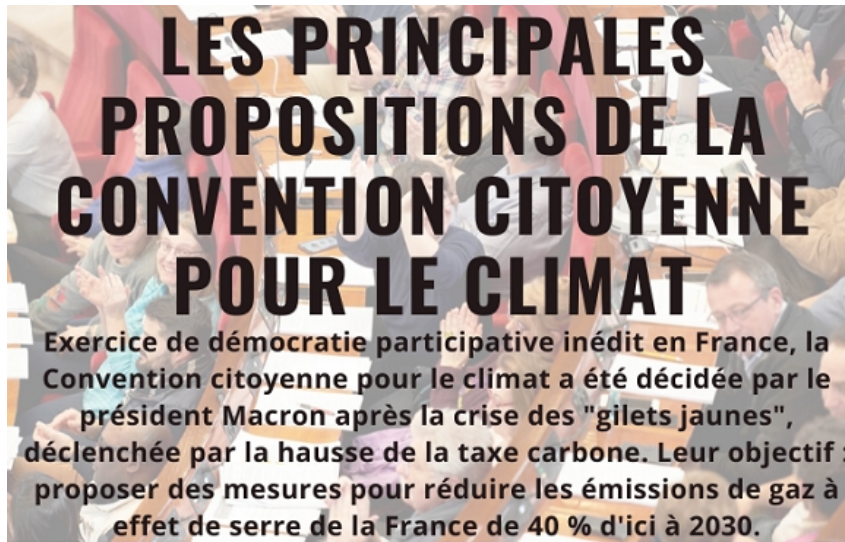 LES PRINCIPALES
PROPOSITIONS DE LA
CONVENTION CITOYENNE
POUR LE CLIMAT
Exercice de démocratie participative inédit en France, la
Convention citoyenne pour le climat a été décidée par le
président Macron après la crise des "gilets jaunes",
déclenchée par la hausse de la taxe carbone. Leur objectif :
proposer des mesures pour réduire les émissions de gaz à
effet de serre de la France de 40 % d'ici à 2030.